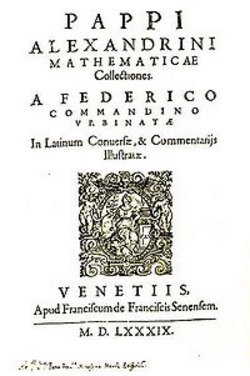 PAPPI
ALEXANDRINI
MATHEMATICAE
Collectiones.
A FEDERICO
COMMANDINO
VRBINATE
In Latinum Conuersæ, & Commentarijs
Illustratæ.
VENETIIS.
Apud Franciscum de Franciscis Senensem.
M. D. LXXXIX.